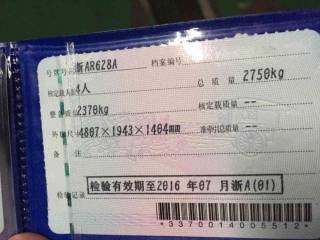 号牌号码 浙AR628A 档案编号
核定载人数 4人 总质量 2750kg
整备质量 2370kg 核定载质量 --
外廓尺寸 4807×1943×1404mm 准牵引总质量 --
备注
检验记录 检验有效期至2016年07月浙A(01)
*3370014005512*